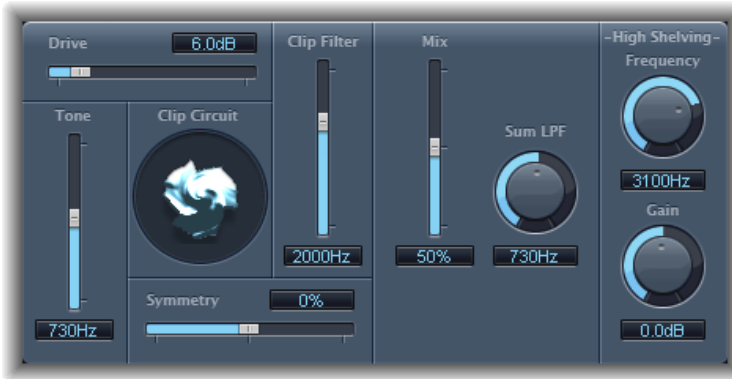 Drive
6.0dB
Tone
730Hz
Clip Circuit
Symmetry
0%
Clip Filter
2000Hz
Mix
50%
Sum LPF
730Hz
-High Shelving-
Frequency
3100Hz
Gain
0.0dB